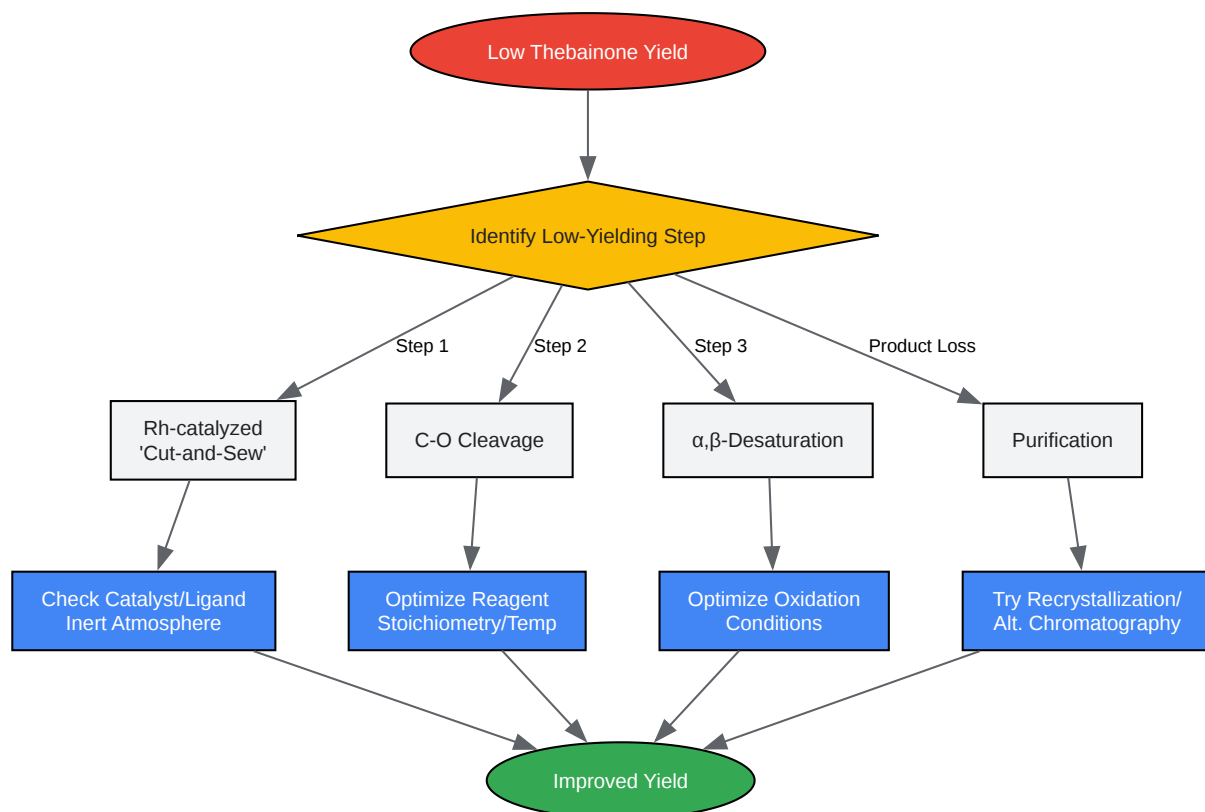 Low Thebainone Yield
Identify Low-Yielding Step
Step 1
Step 2
Step 3
Product Loss
Rh-catalyzed
'Cut-and-Sew'
C-O Cleavage
α,β-Desaturation
Purification
Check Catalyst/Ligand
Inert Atmosphere
Optimize Reagent
Stoichiometry/Temp
Optimize Oxidation
Conditions
Try Recrystallization/
Alt. Chromatography
Improved Yield